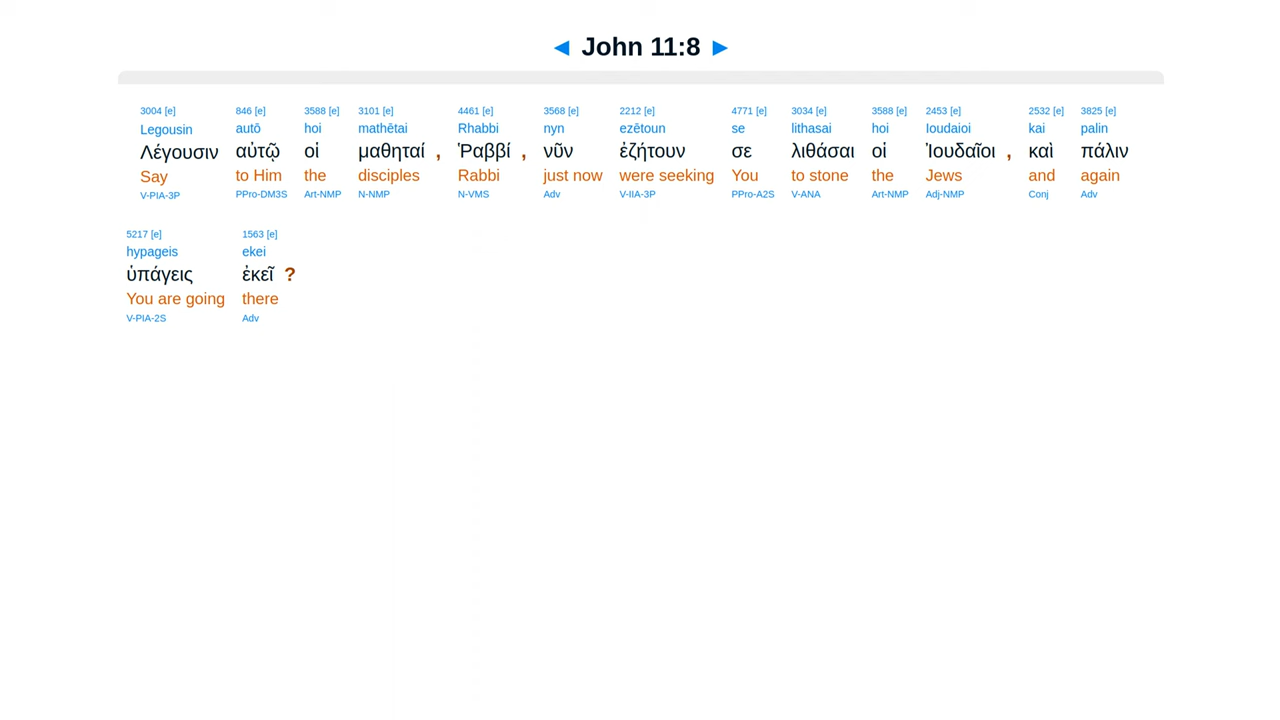 ◄ John 11:8 ►
3004 [e] 846 [e] 3588 [e] 3101 [e] 4461 [e] 3568 [e] 2212 [e] 4771 [e] 3034 [e] 3588 [e] 2453 [e] 2532 [e] 3825 [e]
Legousin autō hoi mathētai Rhabbi nyn ezētoun se lithasai hoi Ioudaioi kai palin
Λέγουσιν αὐτῷ οἱ μαθηταί , Ῥαββί , νῦν ἐζήτουν σε λιθάσαι οἱ Ἰουδαῖοι , καὶ πάλιν
Say to Him the disciples Rabbi just now were seeking You to stone the Jews and again
V-PIA-3P PPro-DM3S Art-NMP N-NMP N-VMS Adv V-IIA-3P PPro-A2S V-ANA Art-NMP Adj-NMP Conj Adv
5217 [e] 1563 [e]
hypageis ekei
ὑπάγεις ἐκεῖ ?
You are going there
V-PIA-2S Adv